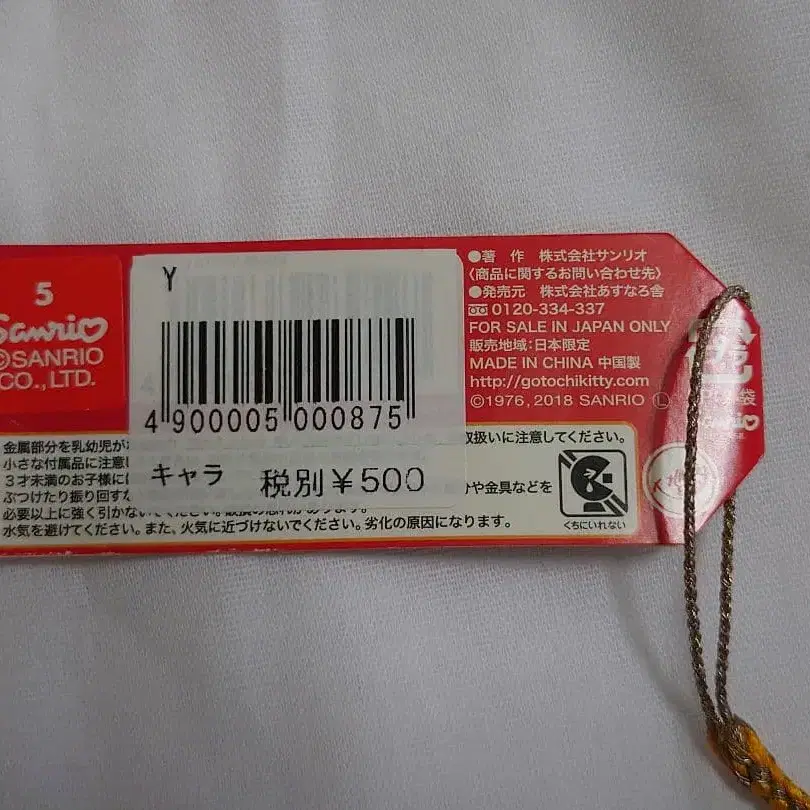 5
Sanrio
©SANRIO
CO., LTD.
Y
4 900005 000875
キャラ
税別￥500
●著 作 株式会社サンリオ
〈商品に関するお問い合わせ先〉
●発売元 株式会社あすなろ舎
0120-334-337
FOR SALE IN JAPAN ONLY
販売地域:日本限定
MADE IN CHINA 中国製
http://gotochikitty.com
©1976, 2018 SANRIO Ⓛ
プラ
袋
金属部分を乳幼児が
取扱いに注意してください。
小さな付属品に注意し
3才未満のお子様には
ぶつけたり振り回すな
や金具などを
必要以上に強く引かない
水気を避けてください。また、火気に近づけないでください。劣化の原因になります。
くちにいれない